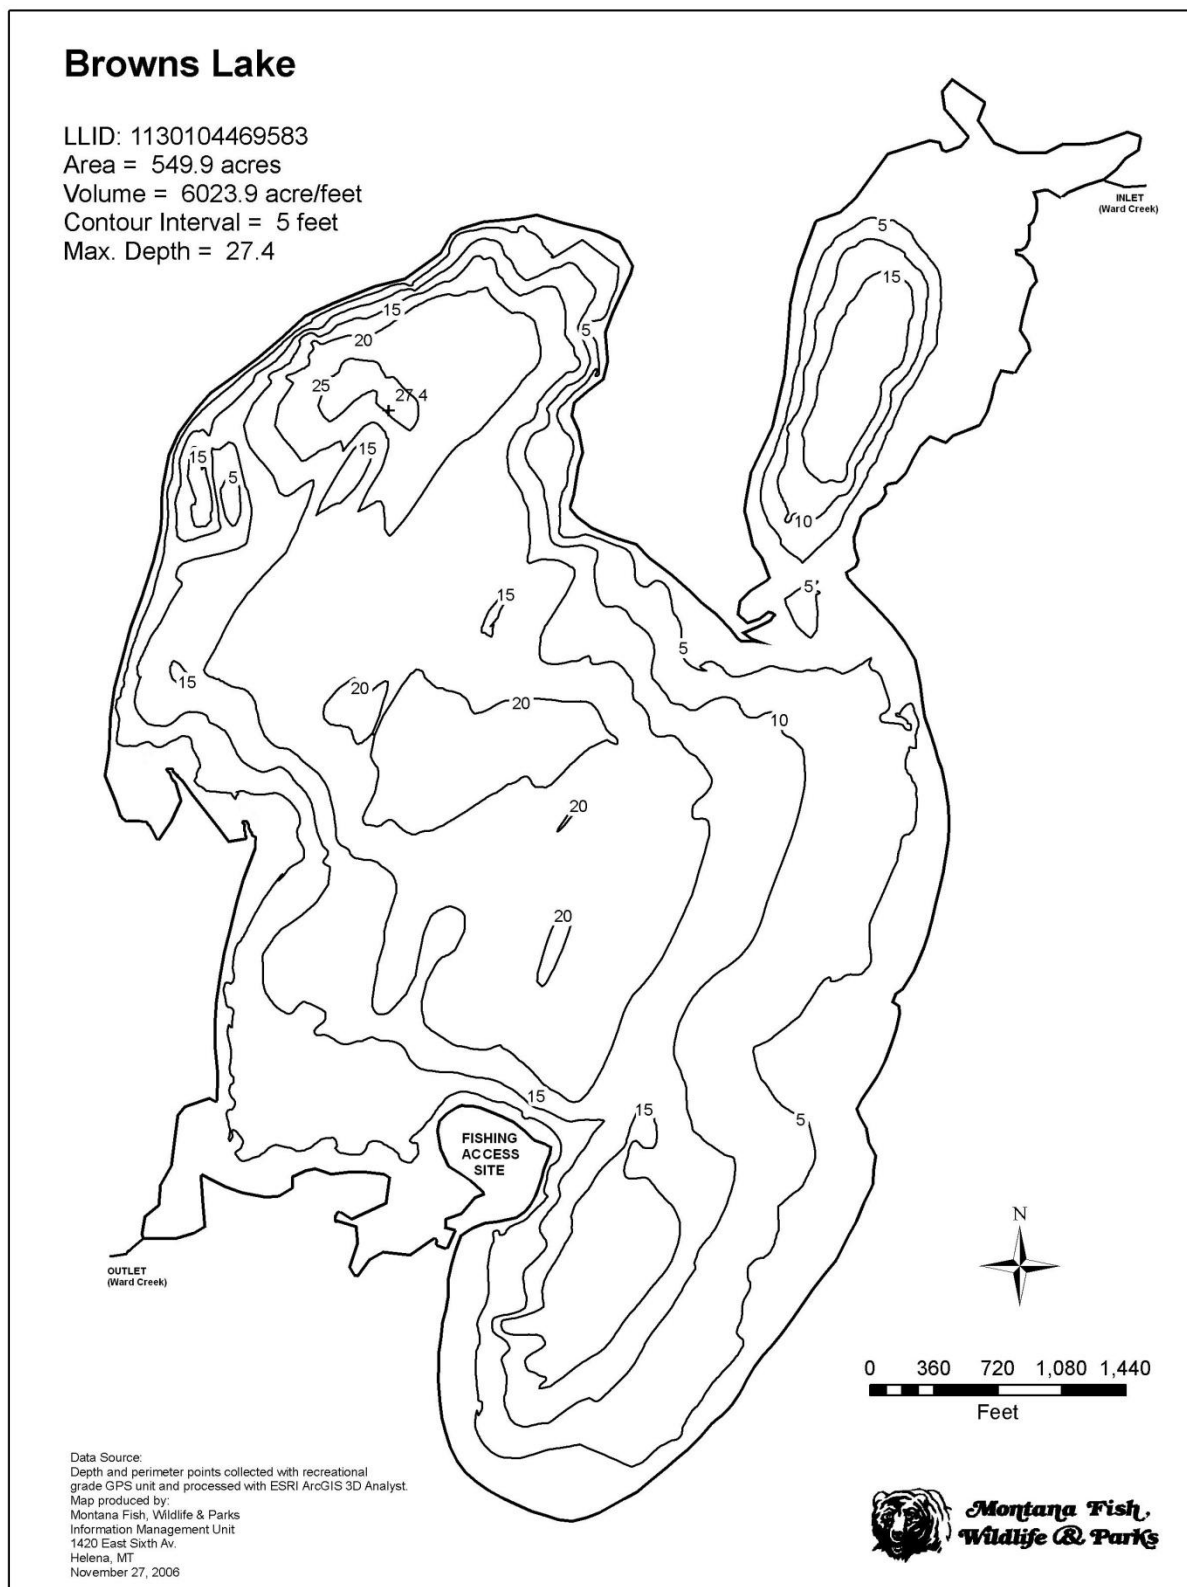 Browns Lake
LLID: 1130104469583
Area =  549.9 acres
Volume =  6023.9 acre/feet
Contour Interval =  5 feet
Max. Depth =  27.4
INLET
(Ward Creek)
5
15
15
20
5
25
27.4
15
15
5
10
5
15
5
15
20
20
10
20
20
15
15
5
FISHING
ACCESS
SITE
N
OUTLET
(Ward Creek)
0 360 720 1,080 1,440
Feet
Data Source:
Depth and perimeter points collected with recreational
grade GPS unit and processed with ESRI ArcGIS 3D Analyst.
Map produced by:
Montana Fish, Wildlife & Parks
Information Management Unit
1420 East Sixth Av.
Helena, MT
November 27, 2006
Montana Fish,
Wildlife & Parks